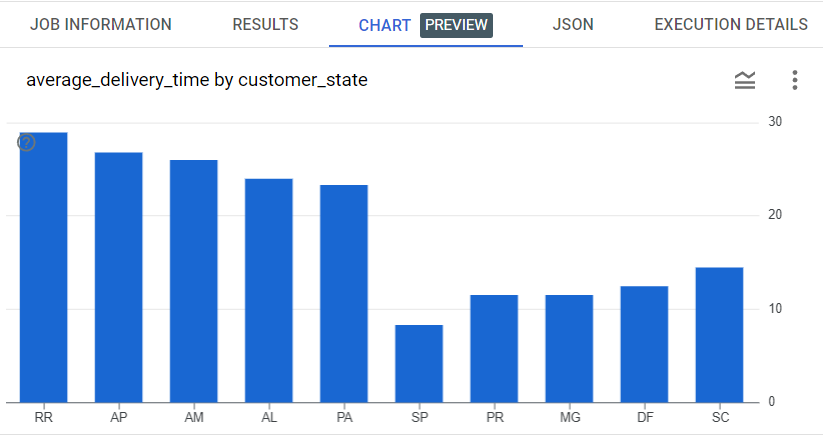 JOB INFORMATION RESULTS CHART PREVIEW JSON EXECUTION DETAILS
average_delivery_time by customer_state
30
?
20
10
0
RR AP AM AL PA SP PR MG DF SC